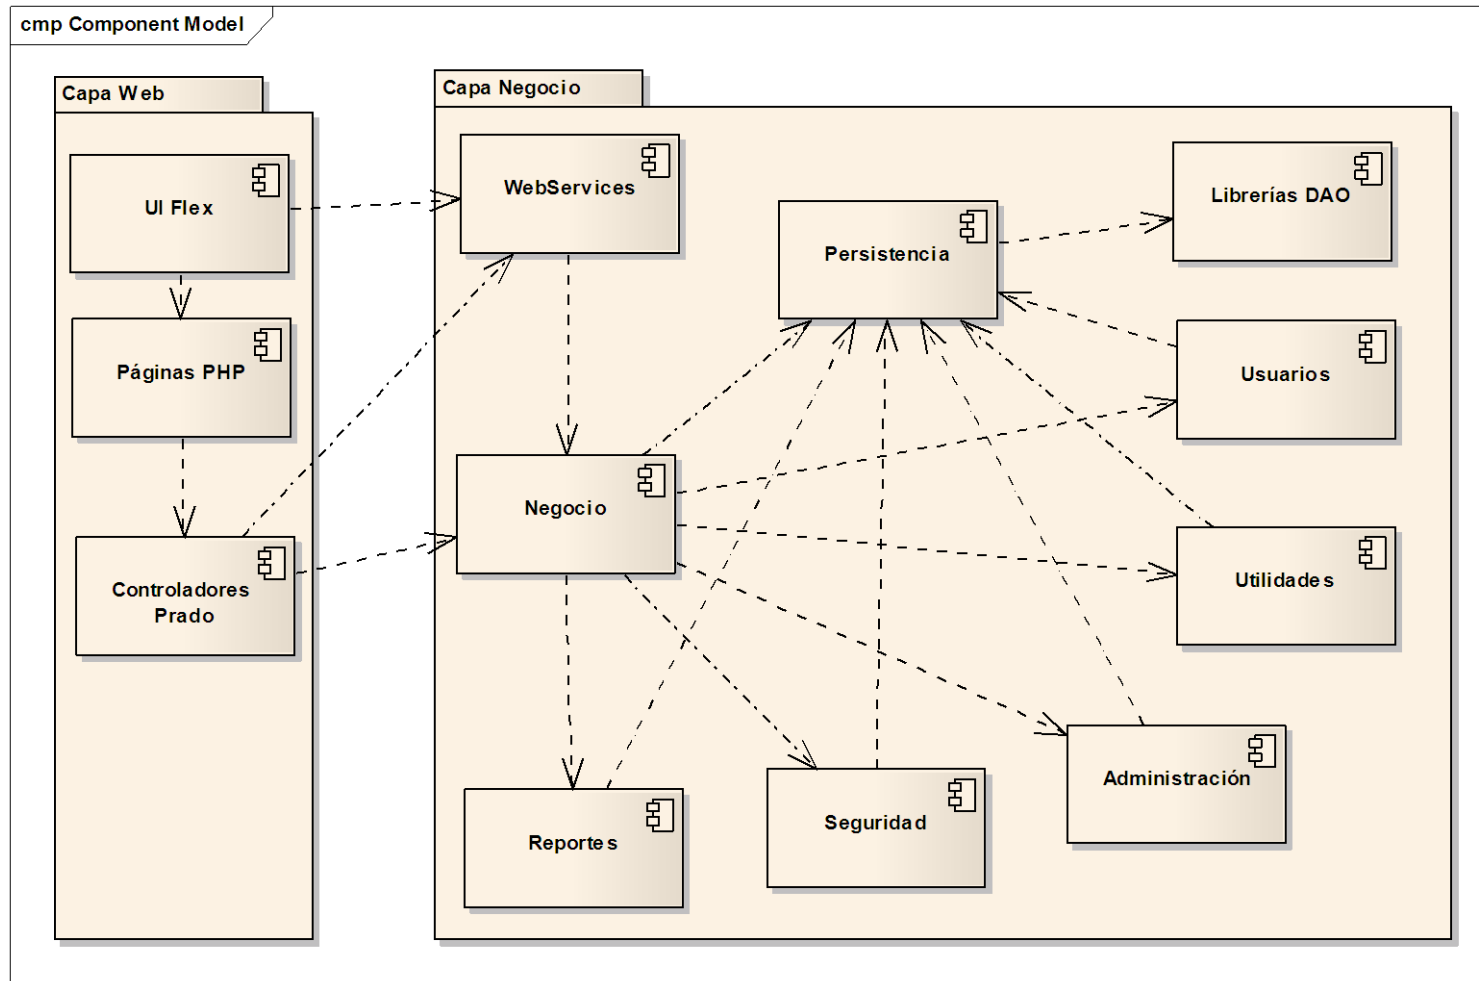 cmp Component Model
Capa Web
UI Flex
Páginas PHP
Controladores
Prado
Capa Negocio
WebServices
Persistencia
Librerías DAO
Usuarios
Negocio
Utilidades
Administración
Seguridad
Reportes